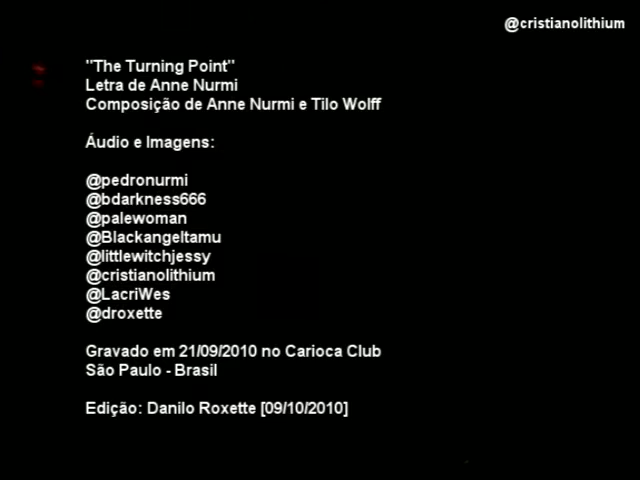 @cristianolithium
"The Turning Point"
Letra de Anne Nurmi
Composição de Anne Nurmi e Tilo Wolff
Áudio e Imagens:
@pedronurmi
@bdarkness666
@palewoman
@Blackangeltamu
@littlewitchjessy
@cristianolithium
@LacriWes
@droxette
Gravado em 21/09/2010 no Carioca Club
São Paulo - Brasil
Edição: Danilo Roxette [09/10/2010]